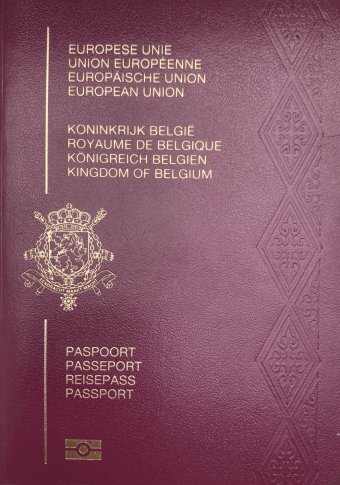 EUROPESE UNIE
UNION EUROPÉENNE
EUROPÄISCHE UNION
EUROPEAN UNION
KONINKRIJK BELGIË
ROYAUME DE BELGIQUE
KÖNIGREICH BELGIEN
KINGDOM OF BELGIUM
PASPOORT
PASSEPORT
REISEPASS
PASSPORT